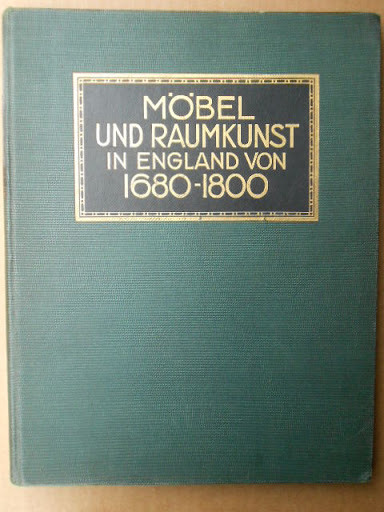 MÖBEL
UND RAUMKUNST
IN ENGLAND VON
1680-1800